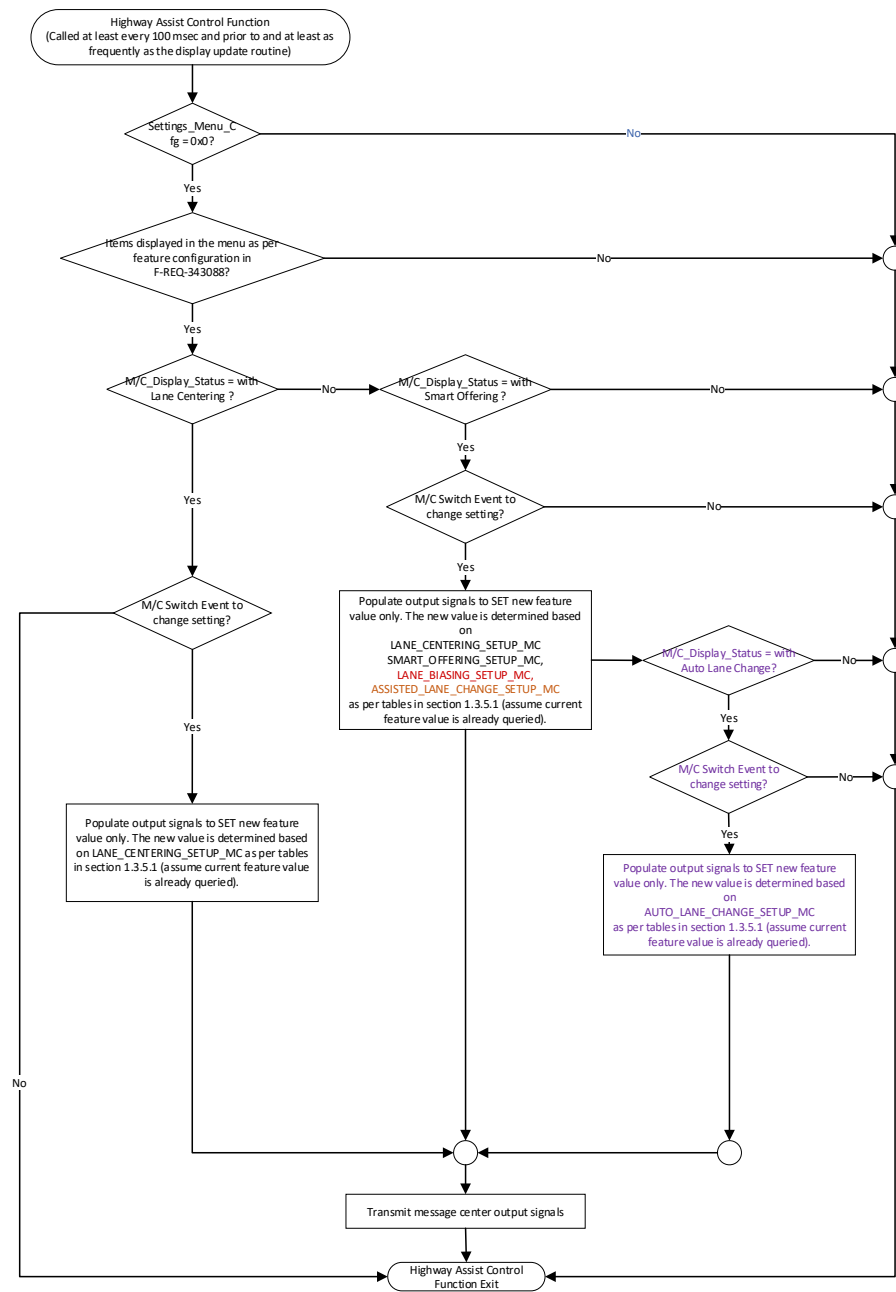 Highway Assist Control Function
(Called at least every 100 msec and prior to and at least as
frequently as the display update routine)
Settings_Menu_C
fg = 0x0?
No
Yes
Items displayed in the menu as per
feature configuration in
F-REQ-343088?
No
Yes
M/C_Display_Status = with
Lane Centering ?
No
M/C_Display_Status = with
Smart Offering ?
No
Yes
Yes
M/C Switch Event to
change setting?
No
Yes
M/C Switch Event to
change setting?
Populate output signals to SET new feature
value only. The new value is determined based
on
LANE_CENTERING_SETUP_MC
SMART_OFFERING_SETUP_MC,
LANE_BIASING_SETUP_MC,
ASSISTED_LANE_CHANGE_SETUP_MC
as per tables in section 1.3.5.1 (assume current
feature value is already queried).
M/C_Display_Status = with
Auto Lane Change?
No
Yes
Yes
M/C Switch Event to
change setting?
No
Yes
Populate output signals to SET new feature
value only. The new value is determined based
on LANE_CENTERING_SETUP_MC as per tables
in section 1.3.5.1 (assume current feature value
is already queried).
Populate output signals to SET new feature
value only. The new value is determined based
on
AUTO_LANE_CHANGE_SETUP_MC
as per tables in section 1.3.5.1 (assume current
feature value is already queried).
No
Transmit message center output signals
Highway Assist Control
Function Exit